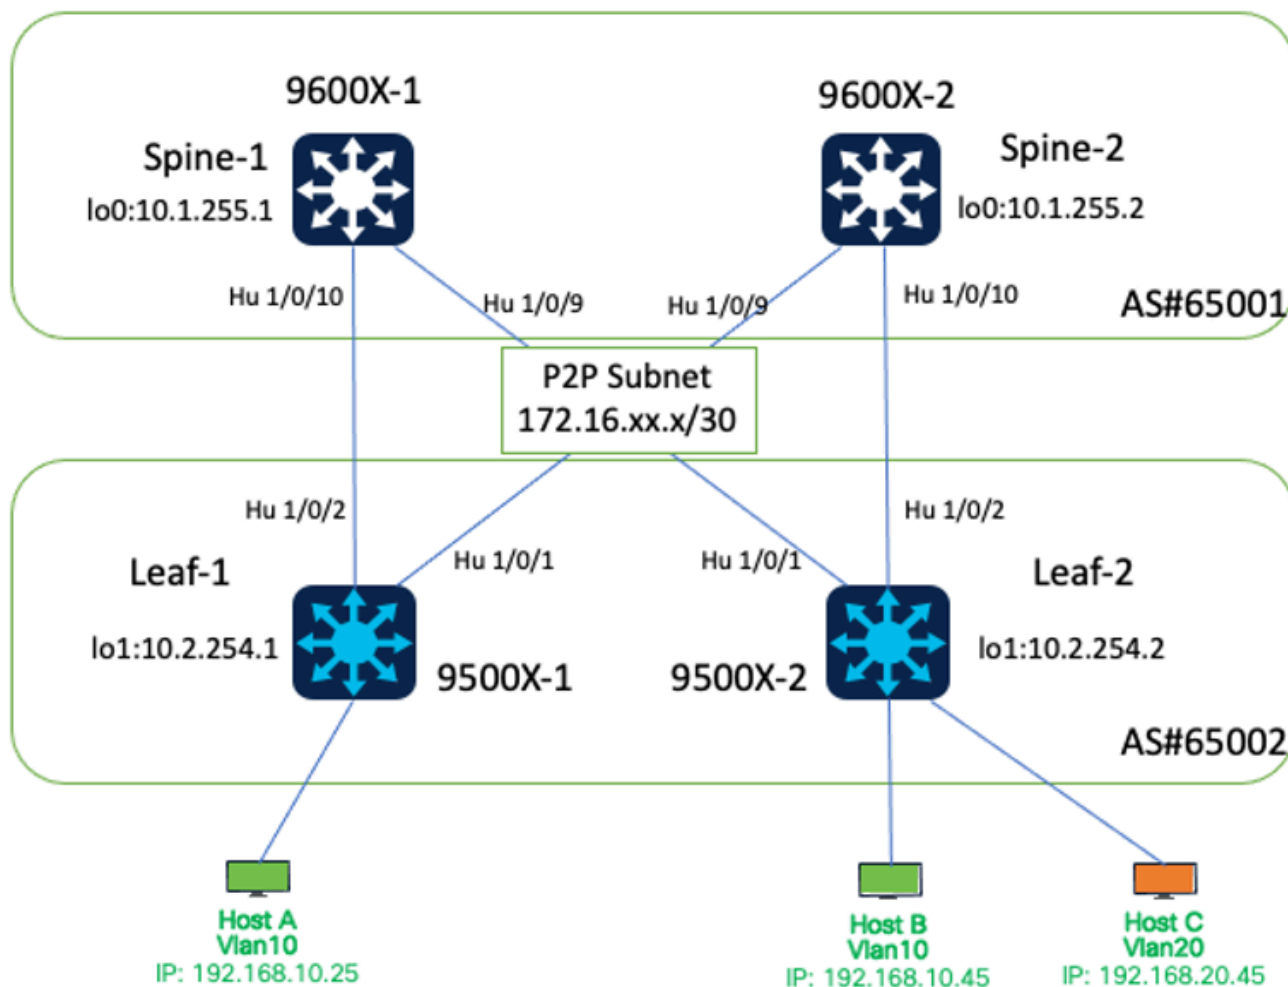 9600X-1
9600X-2
Spine-1
Spine-2
lo0:10.1.255.1
lo0:10.1.255.2
Hu 1/0/10
Hu 1/0/9
Hu 1/0/9
Hu 1/0/10
AS#65001
P2P Subnet
172.16.xx.x/30
Hu 1/0/2
Hu 1/0/2
Hu 1/0/1
Hu 1/0/1
Leaf-1
Leaf-2
lo1:10.2.254.1
lo1:10.2.254.2
9500X-1
9500X-2
AS#65002
Host A
Vlan10
IP: 192.168.10.25
Host B
Vlan10
IP: 192.168.10.45
Host C
Vlan20
IP: 192.168.20.45